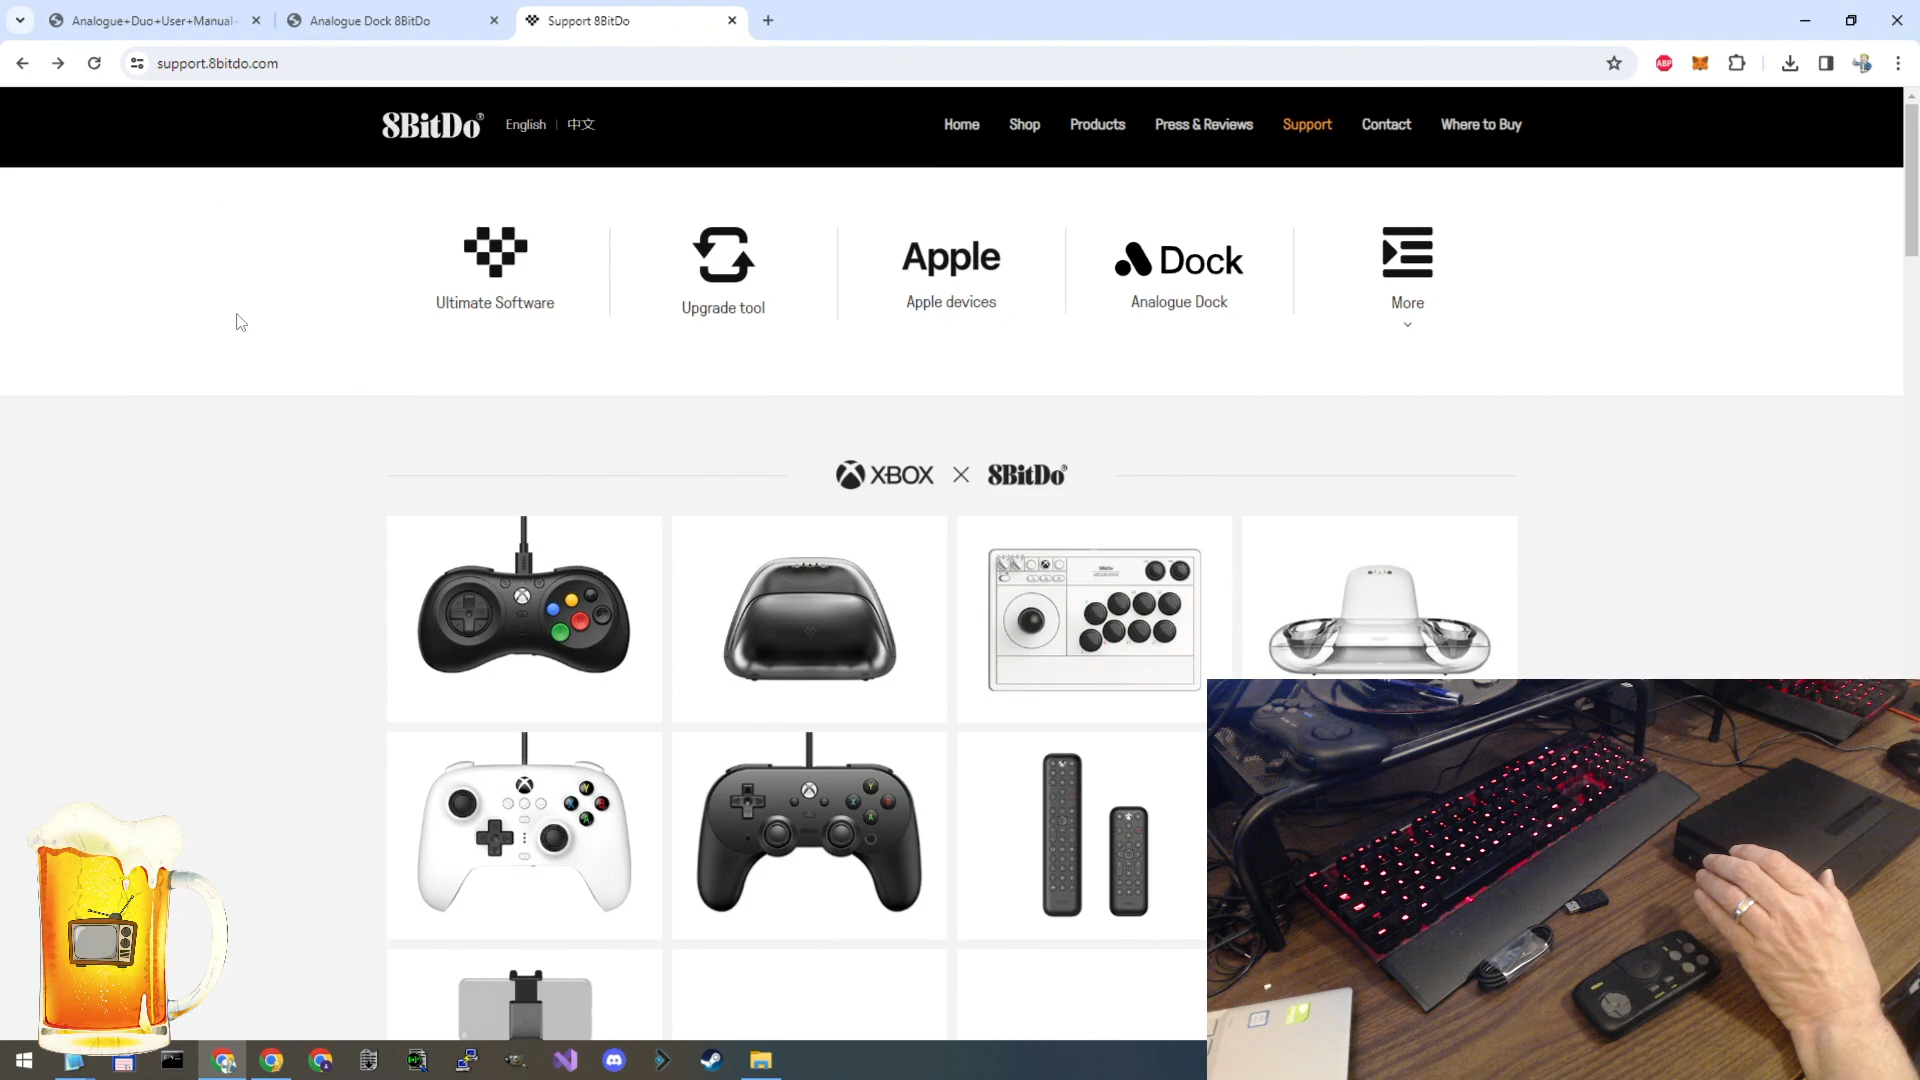 Analogue+Duo+User+Manual-
Analogue Dock 8BitDo
Support 8BitDo
support.8bitdo.com
ABP
8BitDo®
English | 中文
Home
Shop
Products
Press & Reviews
Support
Contact
Where to Buy
Ultimate Software
Upgrade tool
Apple
Apple devices
Dock
Analogue Dock
More
XBOX
8BitDo®